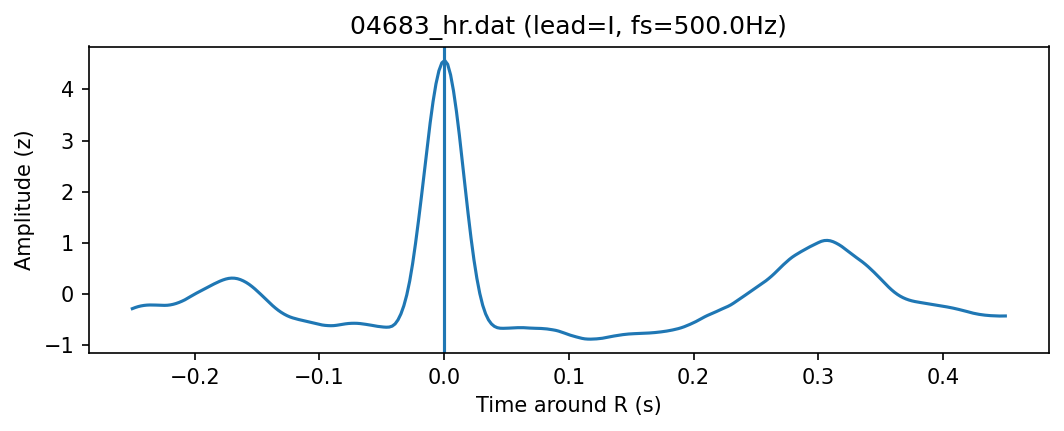 04683_hr.dat (lead=I, fs=500.0Hz)
Amplitude (z)
4
3
2
1
0
−1
−0.2 −0.1 0.0 0.1 0.2 0.3 0.4
Time around R (s)